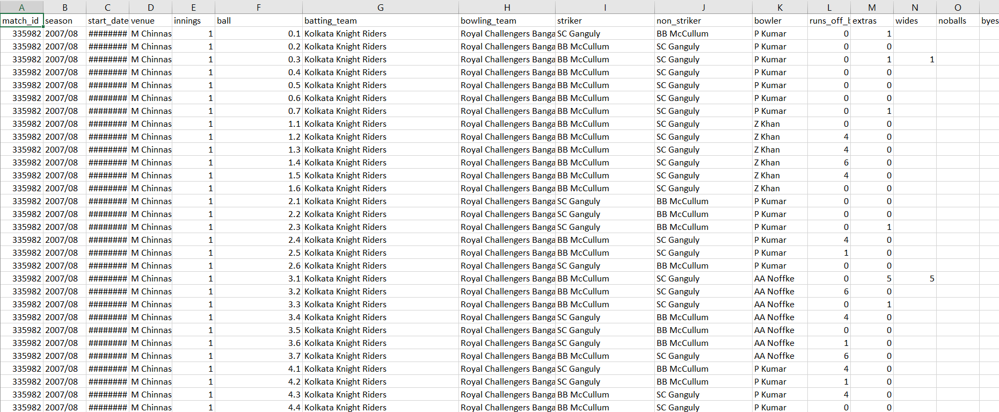 A B C D E F G H I J K L M N O
match_id season start_date venue innings ball batting_team bowling_team striker non_striker bowler runs_off_b extras wides noballs byes
335982 2007/08 ######## M Chinnas 1 0.1 Kolkata Knight Riders Royal Challengers Banga SC Ganguly BB McCullum P Kumar 0 1
335982 2007/08 ######## M Chinnas 1 0.2 Kolkata Knight Riders Royal Challengers Banga BB McCullum SC Ganguly P Kumar 0 0
335982 2007/08 ######## M Chinnas 1 0.3 Kolkata Knight Riders Royal Challengers Banga BB McCullum SC Ganguly P Kumar 0 1 1
335982 2007/08 ######## M Chinnas 1 0.4 Kolkata Knight Riders Royal Challengers Banga BB McCullum SC Ganguly P Kumar 0 0
335982 2007/08 ######## M Chinnas 1 0.5 Kolkata Knight Riders Royal Challengers Banga BB McCullum SC Ganguly P Kumar 0 0
335982 2007/08 ######## M Chinnas 1 0.6 Kolkata Knight Riders Royal Challengers Banga BB McCullum SC Ganguly P Kumar 0 0
335982 2007/08 ######## M Chinnas 1 0.7 Kolkata Knight Riders Royal Challengers Banga BB McCullum SC Ganguly P Kumar 0 1
335982 2007/08 ######## M Chinnas 1 1.1 Kolkata Knight Riders Royal Challengers Banga BB McCullum SC Ganguly Z Khan 0 0
335982 2007/08 ######## M Chinnas 1 1.2 Kolkata Knight Riders Royal Challengers Banga BB McCullum SC Ganguly Z Khan 4 0
335982 2007/08 ######## M Chinnas 1 1.3 Kolkata Knight Riders Royal Challengers Banga BB McCullum SC Ganguly Z Khan 4 0
335982 2007/08 ######## M Chinnas 1 1.4 Kolkata Knight Riders Royal Challengers Banga BB McCullum SC Ganguly Z Khan 6 0
335982 2007/08 ######## M Chinnas 1 1.5 Kolkata Knight Riders Royal Challengers Banga BB McCullum SC Ganguly Z Khan 4 0
335982 2007/08 ######## M Chinnas 1 1.6 Kolkata Knight Riders Royal Challengers Banga BB McCullum SC Ganguly Z Khan 0 0
335982 2007/08 ######## M Chinnas 1 2.1 Kolkata Knight Riders Royal Challengers Banga SC Ganguly BB McCullum P Kumar 0 0
335982 2007/08 ######## M Chinnas 1 2.2 Kolkata Knight Riders Royal Challengers Banga SC Ganguly BB McCullum P Kumar 0 0
335982 2007/08 ######## M Chinnas 1 2.3 Kolkata Knight Riders Royal Challengers Banga SC Ganguly BB McCullum P Kumar 0 1
335982 2007/08 ######## M Chinnas 1 2.4 Kolkata Knight Riders Royal Challengers Banga BB McCullum SC Ganguly P Kumar 4 0
335982 2007/08 ######## M Chinnas 1 2.5 Kolkata Knight Riders Royal Challengers Banga BB McCullum SC Ganguly P Kumar 1 0
335982 2007/08 ######## M Chinnas 1 2.6 Kolkata Knight Riders Royal Challengers Banga SC Ganguly BB McCullum P Kumar 0 0
335982 2007/08 ######## M Chinnas 1 3.1 Kolkata Knight Riders Royal Challengers Banga BB McCullum SC Ganguly AA Noffke 0 5 5
335982 2007/08 ######## M Chinnas 1 3.2 Kolkata Knight Riders Royal Challengers Banga BB McCullum SC Ganguly AA Noffke 6 0
335982 2007/08 ######## M Chinnas 1 3.3 Kolkata Knight Riders Royal Challengers Banga BB McCullum SC Ganguly AA Noffke 0 1
335982 2007/08 ######## M Chinnas 1 3.4 Kolkata Knight Riders Royal Challengers Banga SC Ganguly BB McCullum AA Noffke 4 0
335982 2007/08 ######## M Chinnas 1 3.5 Kolkata Knight Riders Royal Challengers Banga SC Ganguly BB McCullum AA Noffke 0 0
335982 2007/08 ######## M Chinnas 1 3.6 Kolkata Knight Riders Royal Challengers Banga SC Ganguly BB McCullum AA Noffke 1 0
335982 2007/08 ######## M Chinnas 1 3.7 Kolkata Knight Riders Royal Challengers Banga BB McCullum SC Ganguly AA Noffke 6 0
335982 2007/08 ######## M Chinnas 1 4.1 Kolkata Knight Riders Royal Challengers Banga SC Ganguly BB McCullum P Kumar 4 0
335982 2007/08 ######## M Chinnas 1 4.2 Kolkata Knight Riders Royal Challengers Banga SC Ganguly BB McCullum P Kumar 1 0
335982 2007/08 ######## M Chinnas 1 4.3 Kolkata Knight Riders Royal Challengers Banga BB McCullum SC Ganguly P Kumar 4 0
335982 2007/08 ######## M Chinnas 1 4.4 Kolkata Knight Riders Royal Challengers Banga BB McCullum SC Ganguly P Kumar 0 0